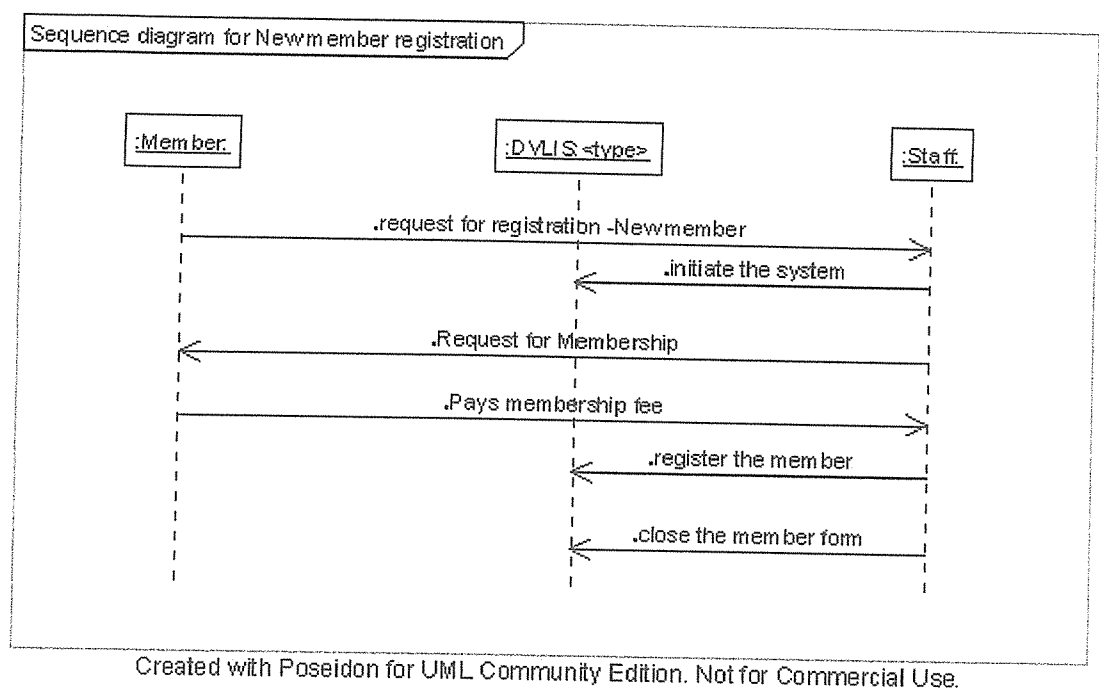 Sequence diagram for Newmember registration
:Member:
:DVLIS:<type>
:Staff:
.request for registration -Newmember
.initiate the system
.Request for Membership
.Pays membership fee
.register the member
.close the member form
Created with Poseidon for UML Community Edition. Not for Commercial Use.